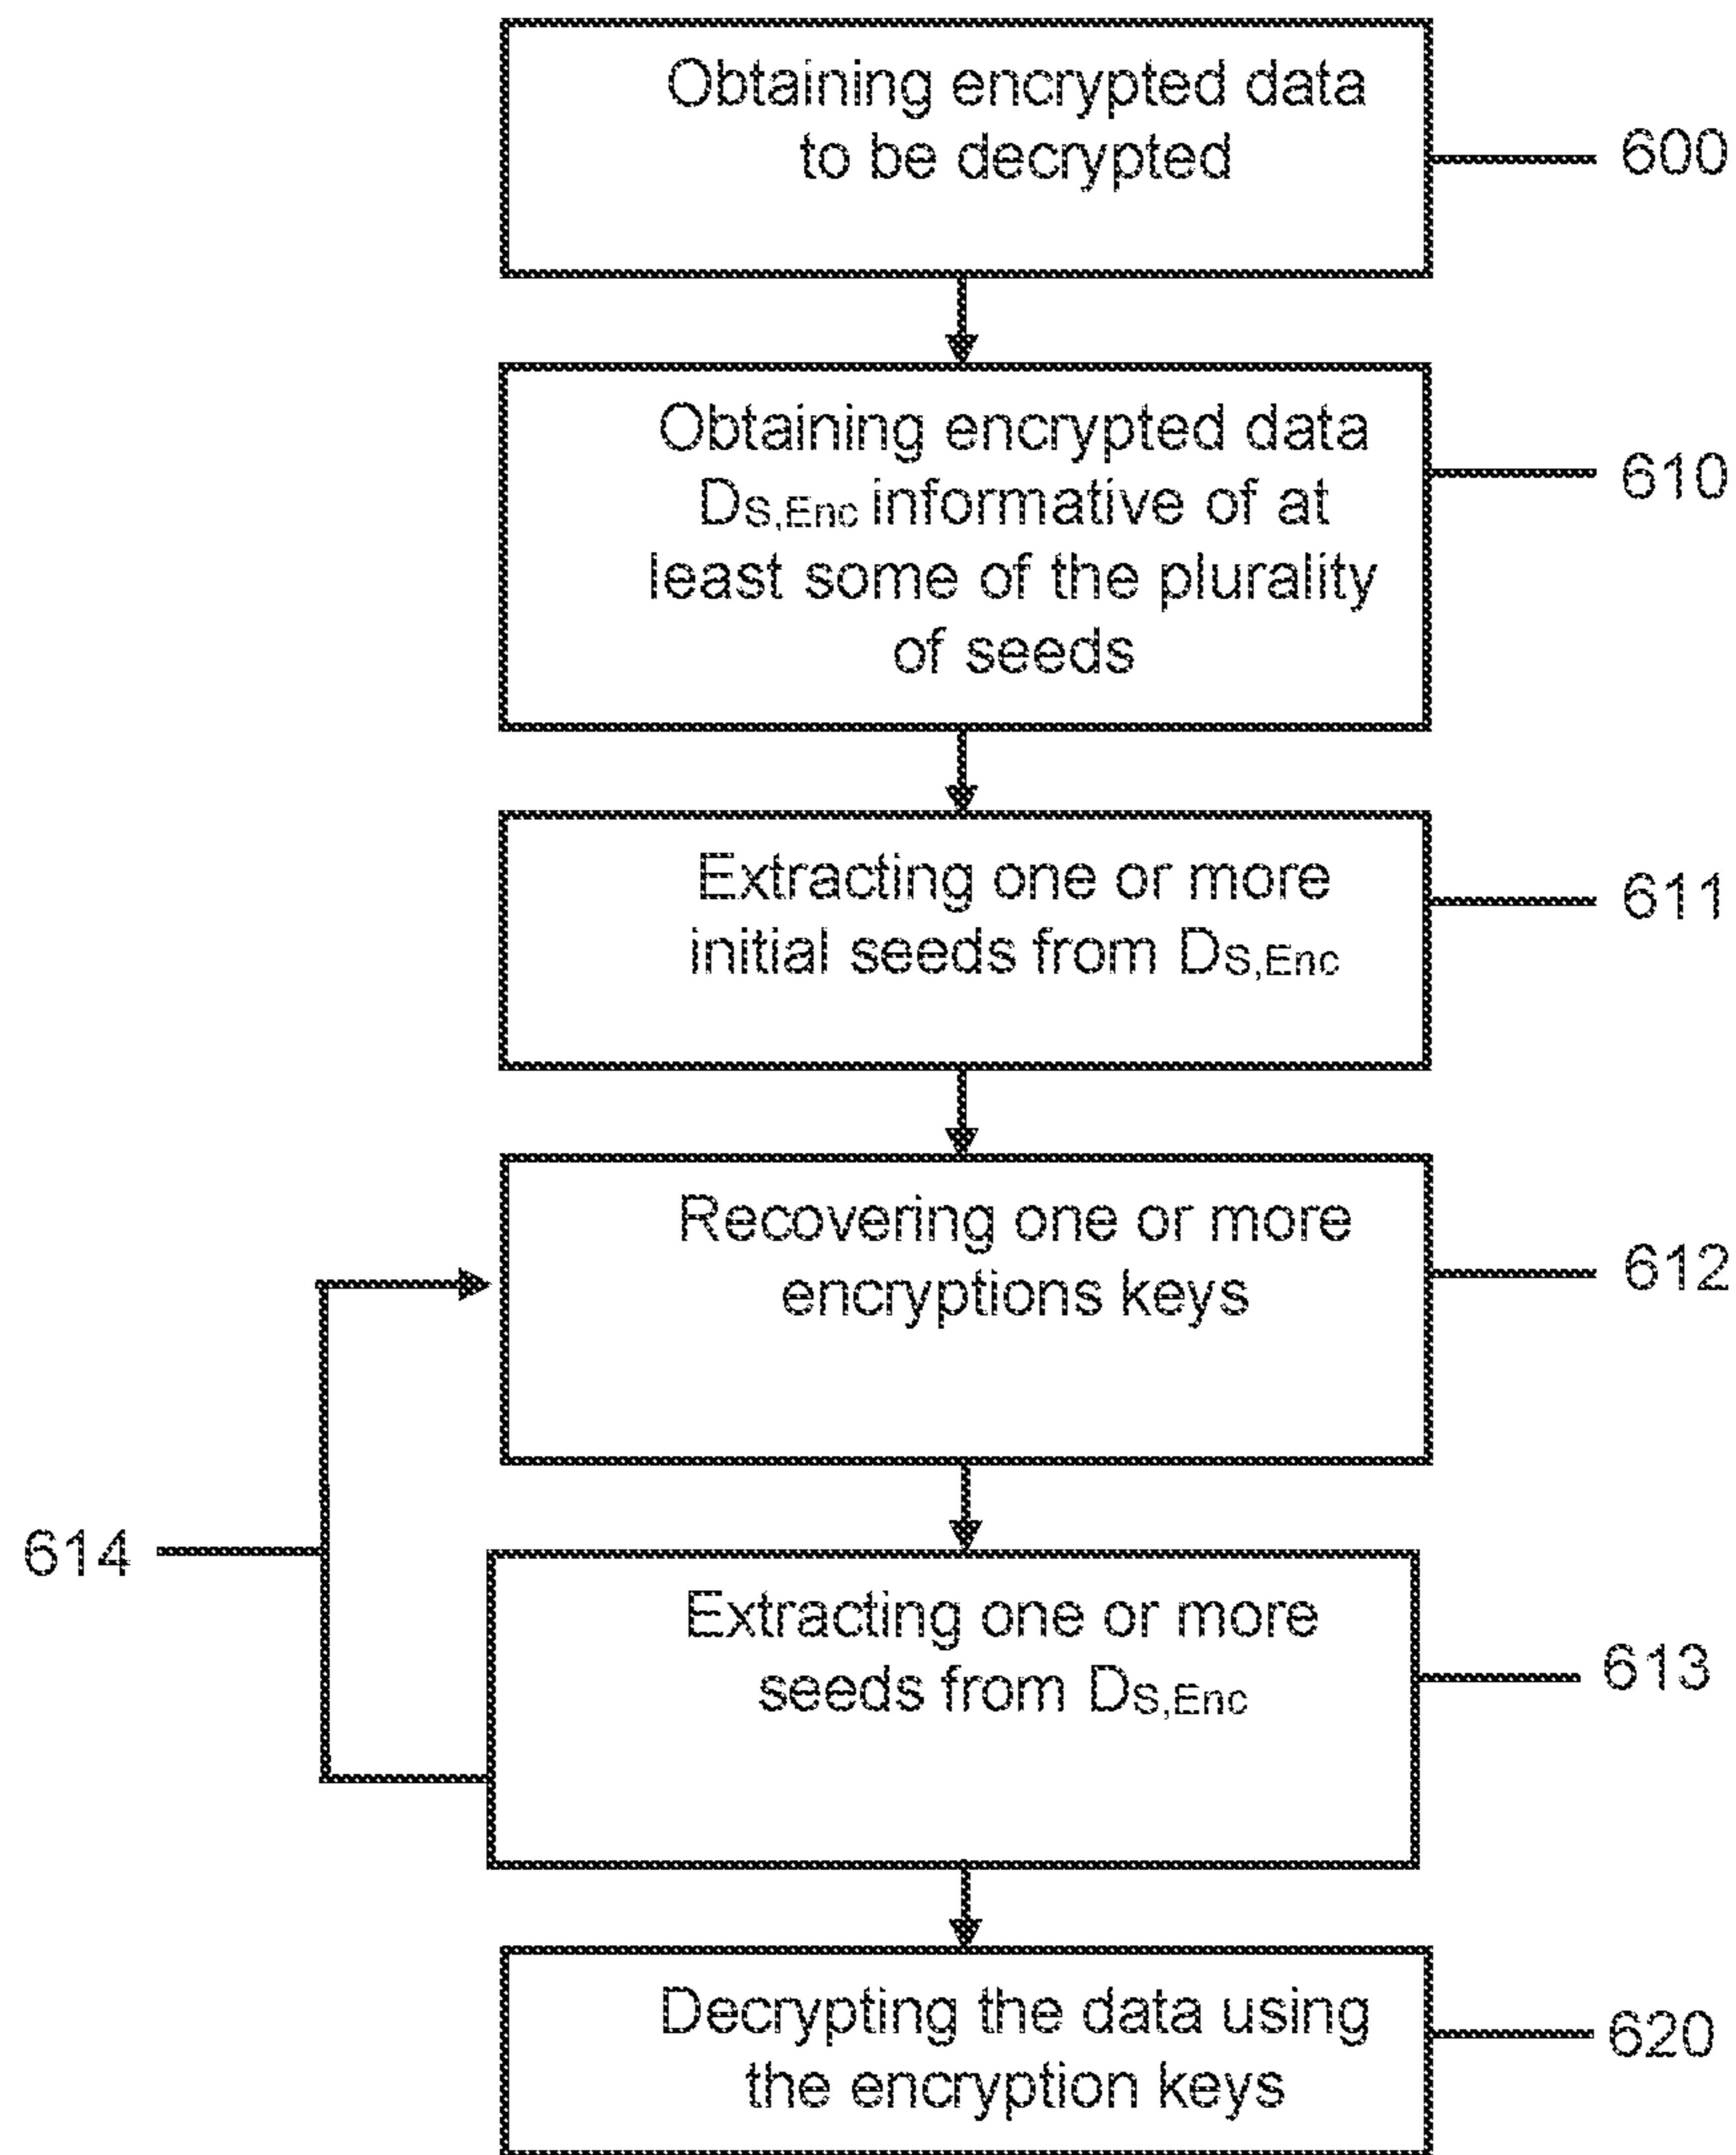 Obtaining encrypted data
to be decrypted
600
Obtaining encrypted data
DS,Enc informative of at
least some of the plurality
of seeds
610
Extracting one or more
initial seeds from DS,Enc
611
Recovering one or more
encryptions keys
612
614
Extracting one or more
seeds from DS,Enc
613
Decrypting the data using
the encryption keys
620